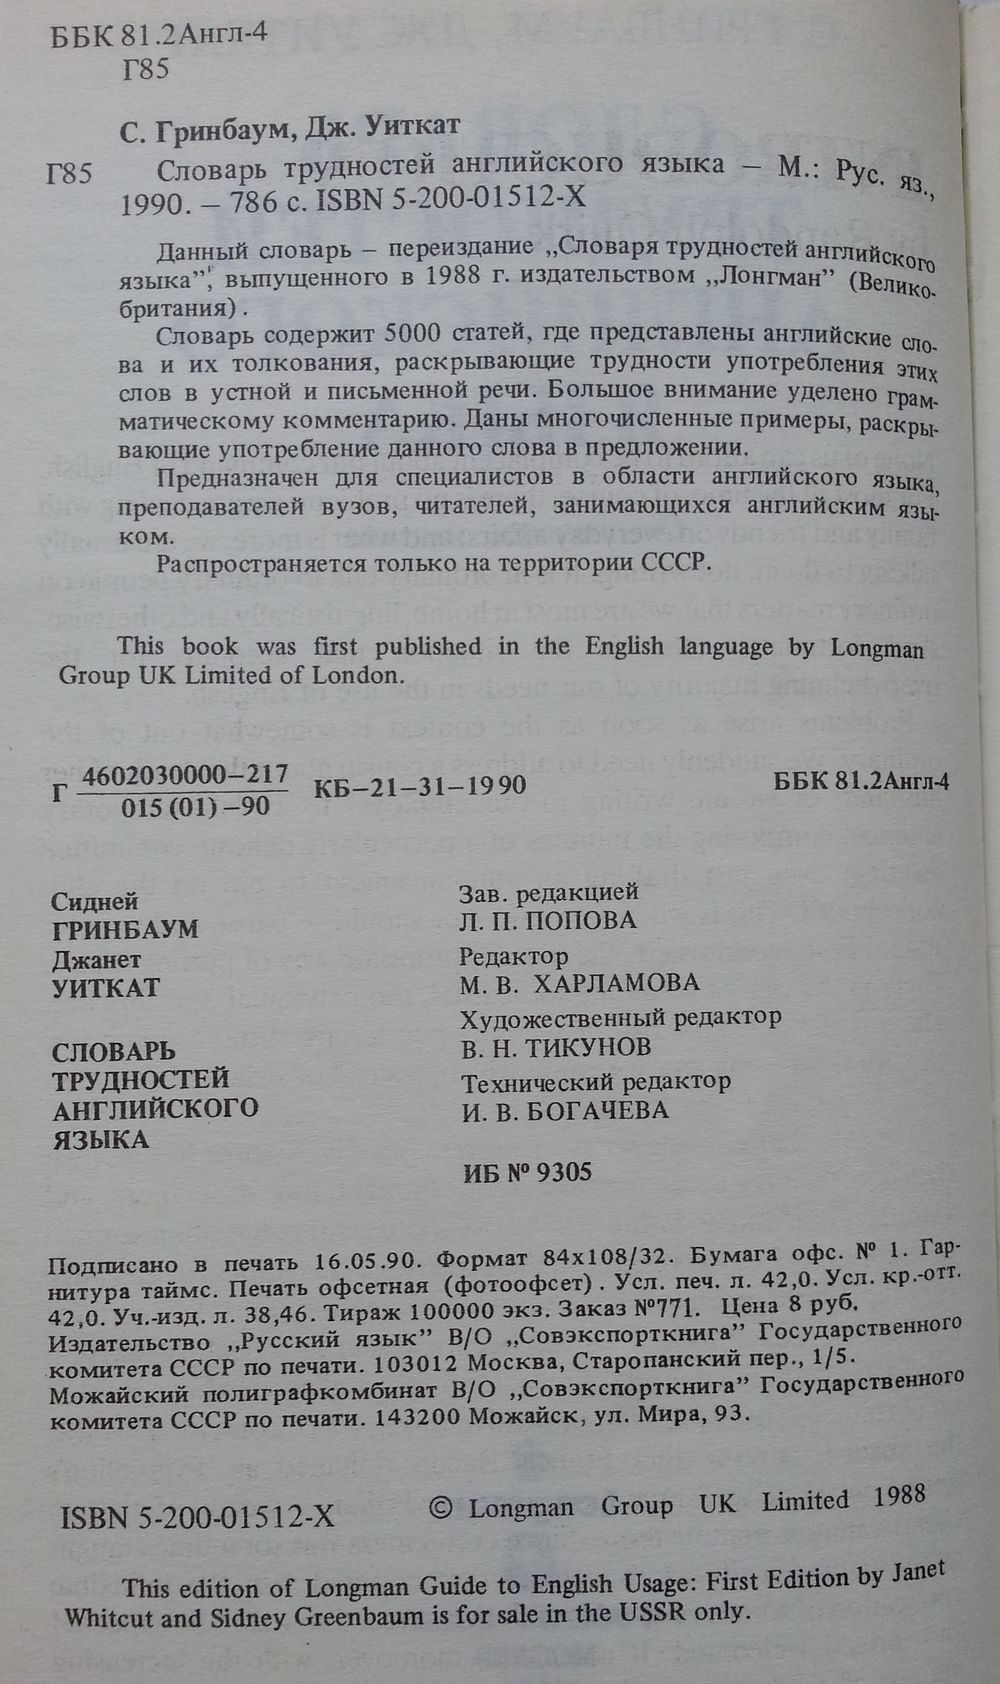 ББК 81.2Англ-4
Г85
С. Гринбаум, Дж. Уиткат
Г85 Словарь трудностей английского языка — М.: Рус. яз.,
1990. — 786 с. ISBN 5-200-01512-X
Данный словарь — переиздание „Словаря трудностей английского
языка”, выпущенного в 1988 г. издательством „Лонгман” (Велико-
британия).
Словарь содержит 5000 статей, где представлены английские сло-
ва и их толкования, раскрывающие трудности употребления этих
слов в устной и письменной речи. Большое внимание уделено грам-
матическому комментарию. Даны многочисленные примеры, раскры-
вающие употребление данного слова в предложении.
Предназначен для специалистов в области английского языка,
преподавателей вузов, читателей, занимающихся английским язы-
ком.
Распространяется только на территории СССР.
This book was first published in the English language by Longman
Group UK Limited of London.
Г 4602030000—217
015 (01) —90
КБ—21—31—1990
ББК 81.2Англ-4
Сидней
ГРИНБАУМ
Джанет
УИТКАТ
СЛОВАРЬ
ТРУДНОСТЕЙ
АНГЛИЙСКОГО
ЯЗЫКА
Зав. редакцией
Л. П. ПОПОВА
Редактор
М. В. ХАРЛАМОВА
Художественный редактор
В. Н. ТИКУНОВ
Технический редактор
И. В. БОГАЧЕВА
ИБ № 9305
Подписано в печать 16.05.90. Формат 84x108/32. Бумага офс. № 1. Гар-
нитура таймс. Печать офсетная (фотоофсет). Усл. печ. л. 42,0. Усл. кр.-отт.
42,0. Уч.-изд. л. 38,46. Тираж 100000 экз. Заказ №771. Цена 8 руб.
Издательство „Русский язык” В/О „Совэкспорткнига” Государственного
комитета СССР по печати. 103012 Москва, Старопанский пер., 1/5.
Можайский полиграфкомбинат В/О „Совэкспорткнига” Государственного
комитета СССР по печати. 143200 Можайск, ул. Мира, 93.
ISBN 5-200-01512-X
© Longman Group UK Limited 1988
This edition of Longman Guide to English Usage: First Edition by Janet
Whitcut and Sidney Greenbaum is for sale in the USSR only.